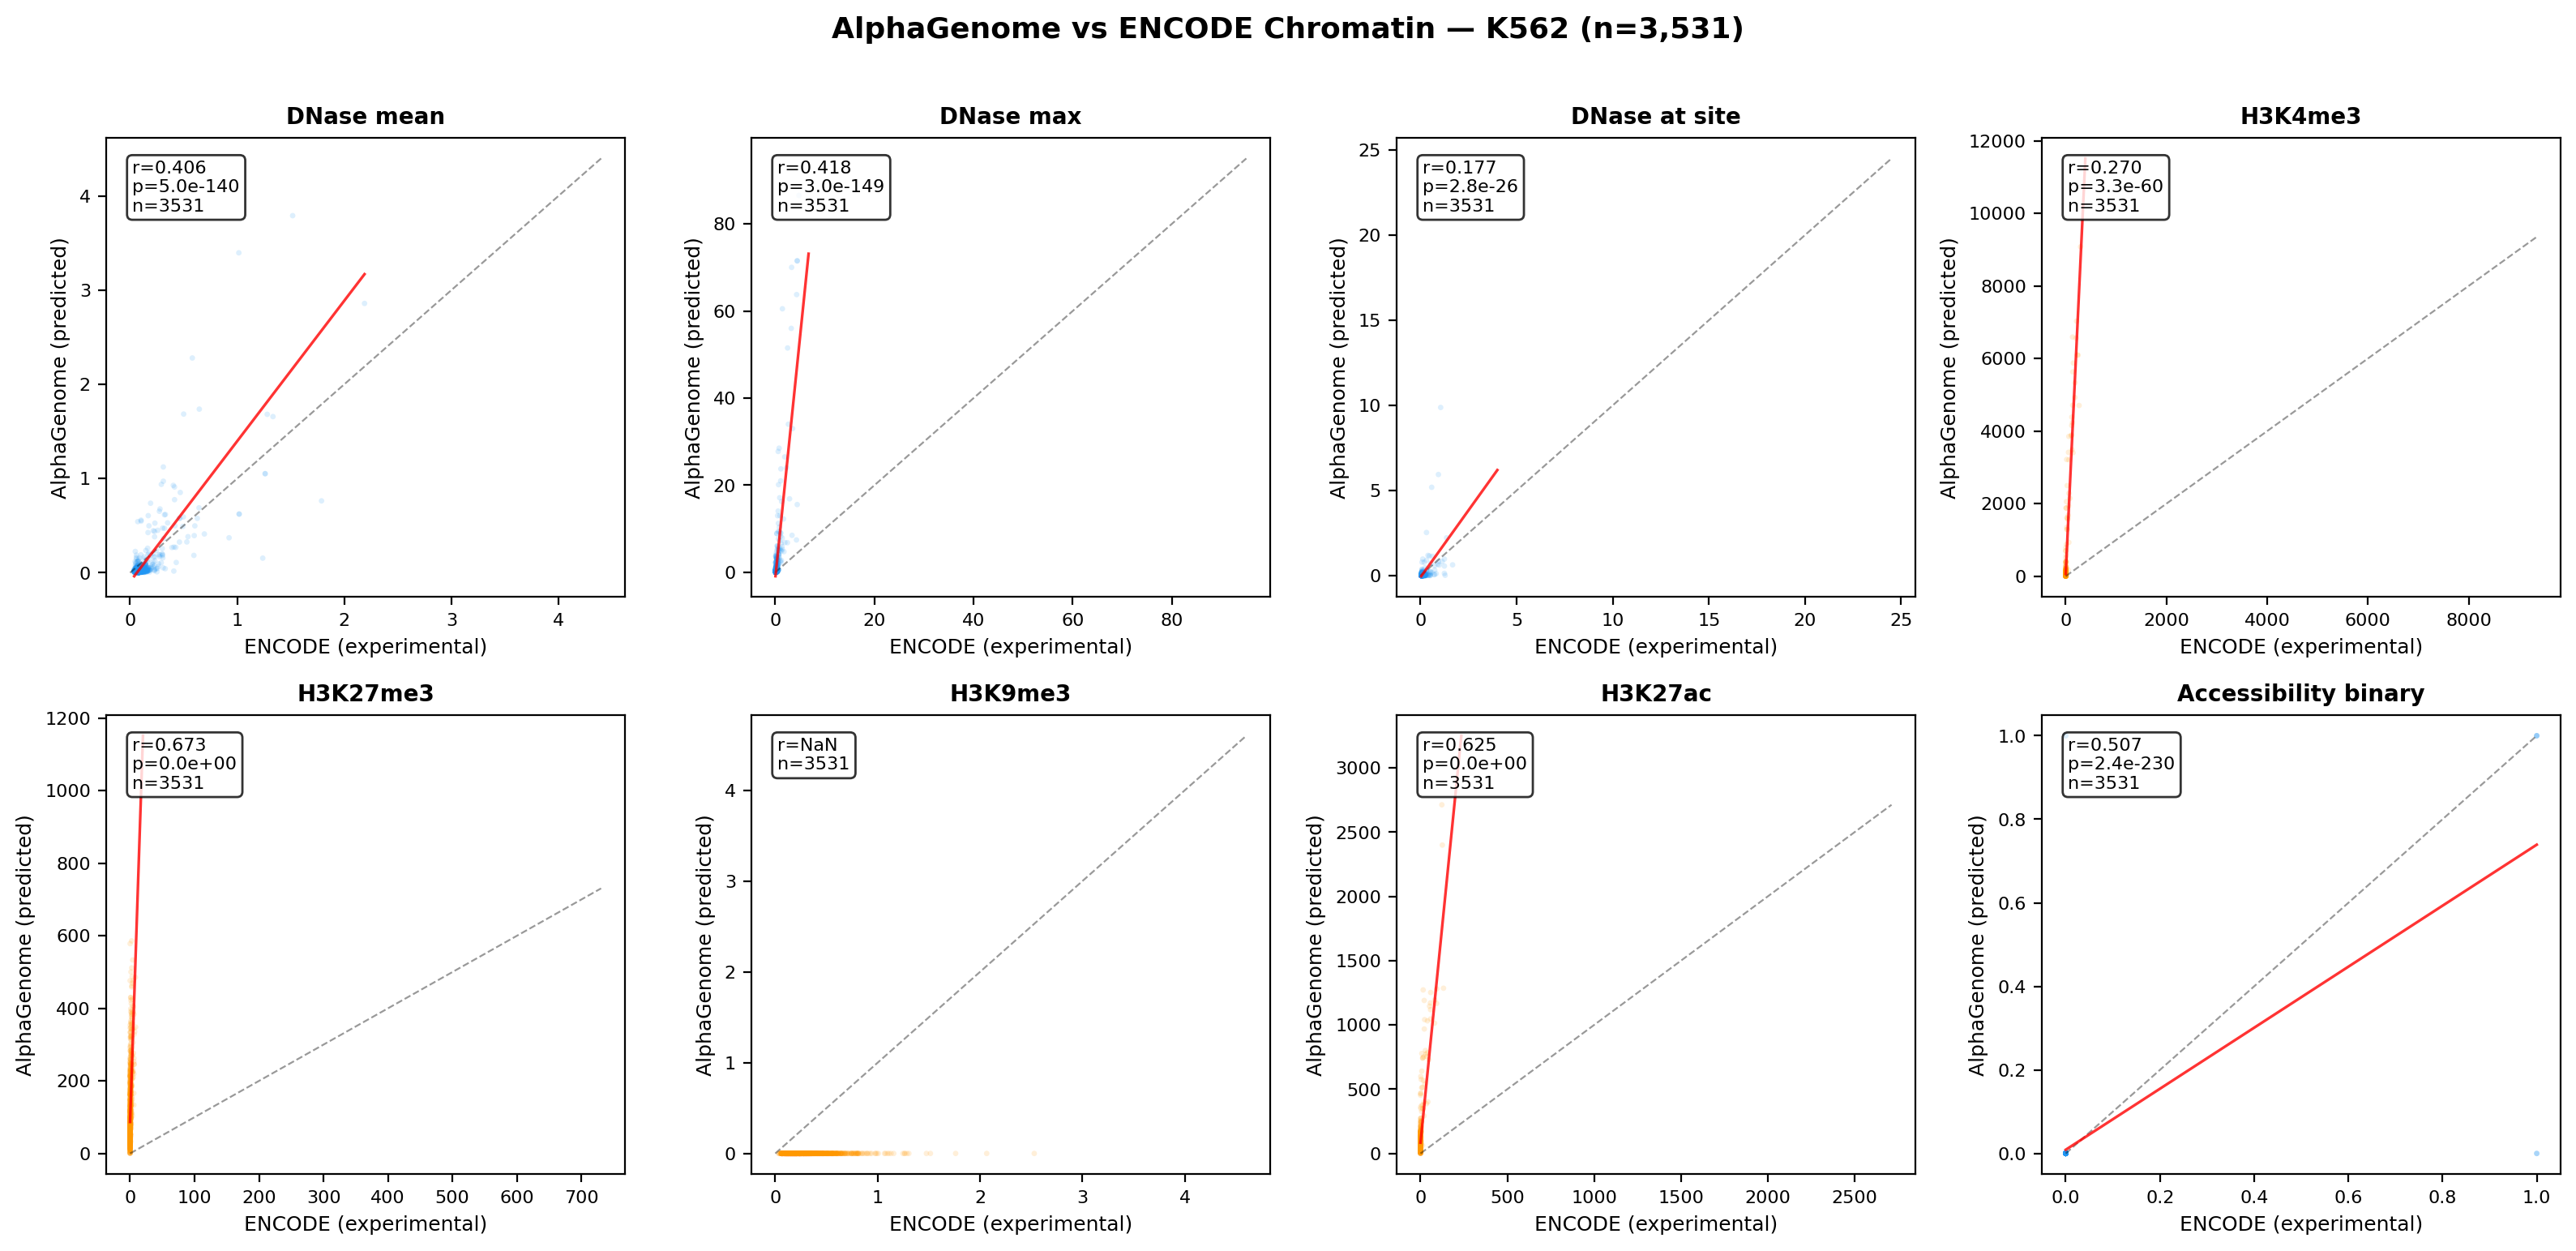 AlphaGenome vs ENCODE Chromatin — K562 (n=3,531)
DNase mean
r=0.406
p=5.0e-140
n=3531
4
3
2
1
0
0 1 2 3 4
AlphaGenome (predicted)
ENCODE (experimental)
DNase max
r=0.418
p=3.0e-149
n=3531
80
60
40
20
0
0 20 40 60 80
AlphaGenome (predicted)
ENCODE (experimental)
DNase at site
r=0.177
p=2.8e-26
n=3531
25
20
15
10
5
0
0 5 10 15 20 25
AlphaGenome (predicted)
ENCODE (experimental)
H3K4me3
r=0.270
p=3.3e-60
n=3531
12000
10000
8000
6000
4000
2000
0
0 2000 4000 6000 8000
AlphaGenome (predicted)
ENCODE (experimental)
H3K27me3
r=0.673
p=0.0e+00
n=3531
1200
1000
800
600
400
200
0
0 100 200 300 400 500 600 700
AlphaGenome (predicted)
ENCODE (experimental)
H3K9me3
r=NaN
n=3531
4
3
2
1
0
0 1 2 3 4
AlphaGenome (predicted)
ENCODE (experimental)
H3K27ac
r=0.625
p=0.0e+00
n=3531
3000
2500
2000
1500
1000
500
0
0 500 1000 1500 2000 2500
AlphaGenome (predicted)
ENCODE (experimental)
Accessibility binary
r=0.507
p=2.4e-230
n=3531
1.0
0.8
0.6
0.4
0.2
0.0
0.0 0.2 0.4 0.6 0.8 1.0
AlphaGenome (predicted)
ENCODE (experimental)